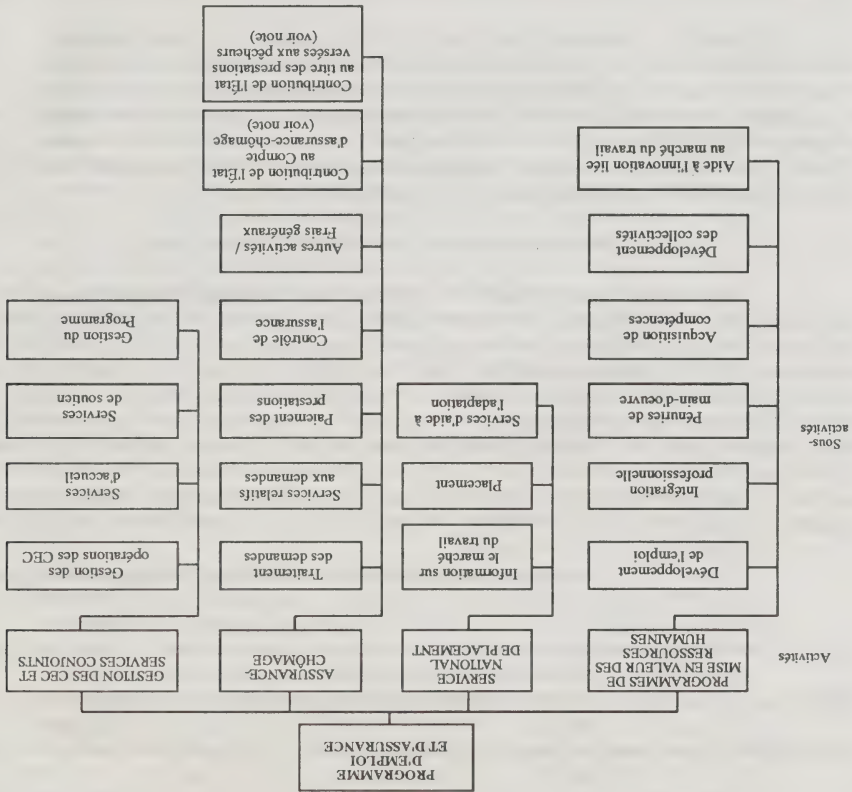 PROGRAMME
D'EMPLOI
ET D'ASSURANCE
Activités
PROGRAMMES DE
MISE EN VALEUR DES
RESSOURCES
HUMAINES
SERVICE
NATIONAL
DE PLACEMENT
ASSURANCE-
CHÔMAGE
GESTION DES CEC ET
SERVICES CONJOINTS
Sous-
activités
Développement
de l'emploi
Intégration
professionnelle
Pénuries de
main-d'oeuvre
Acquisition de
compétences
Développement
des collectivités
Aide à l'innovation liée
au marché du travail
Information sur
le marché
du travail
Placement
Services d'aide à
l'adaptation
Traitement
des demandes
Services relatifs
aux demandes
Paiement des
prestations
Contrôle de
l'assurance
Autres activités /
Frais généraux
Contribution de l'État
au Compte
d'assurance-chômage
(voir note)
Contribution de l'État
au titre des prestations
versées aux pêcheurs
(voir note)
Gestion des
opérations des CEC
Services
d'accueil
Services
de soutien
Gestion du
Programme